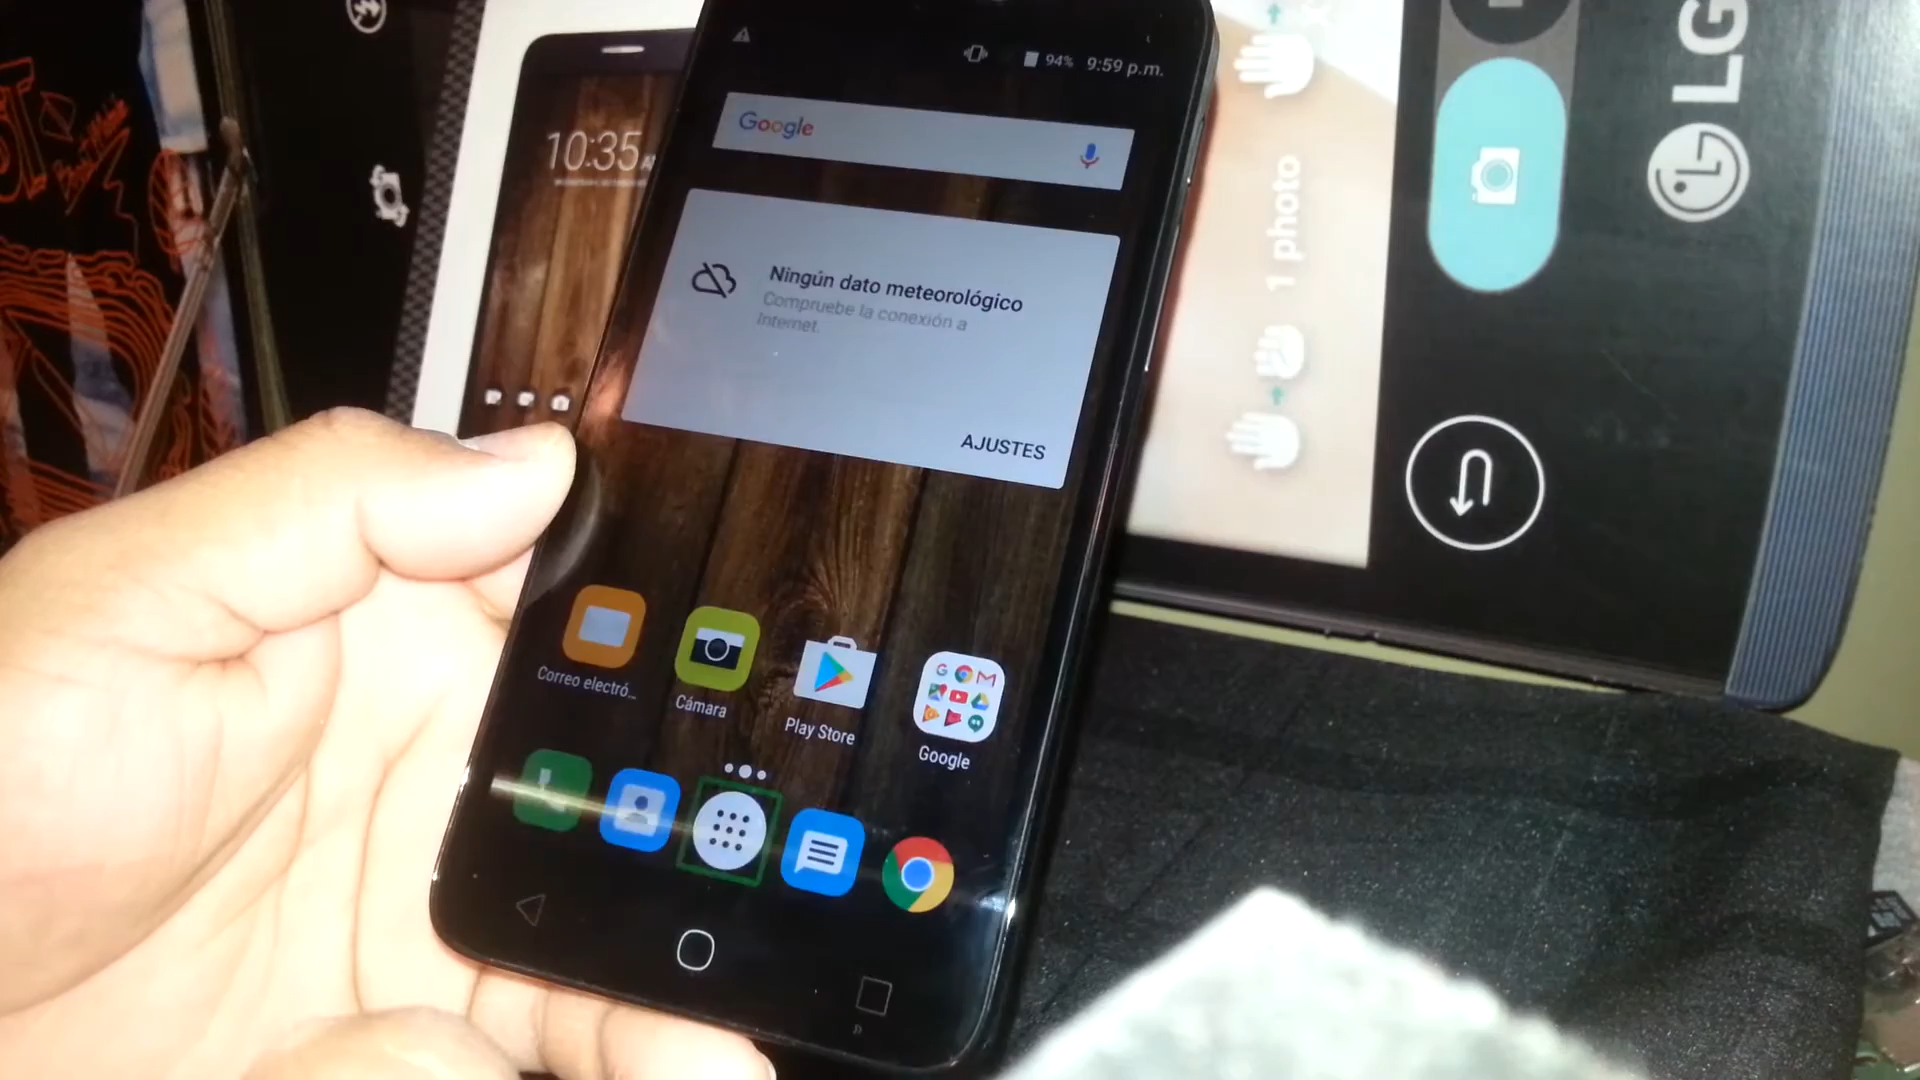 94% 9:59 p.m.
Google
Ningún dato meteorológico
Compruebe la conexión a
Internet.
AJUSTES
Correo electró...
Cámara
Play Store
Google
10:35
1 photo
LG